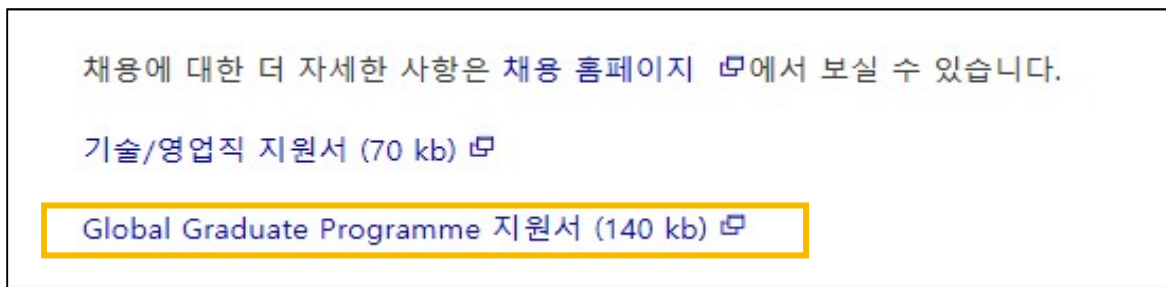 채용에 대한 더 자세한 사항은 채용 홈페이지 에서 보실 수 있습니다.
기술/영업직 지원서 (70 kb)
Global Graduate Programme 지원서 (140 kb)